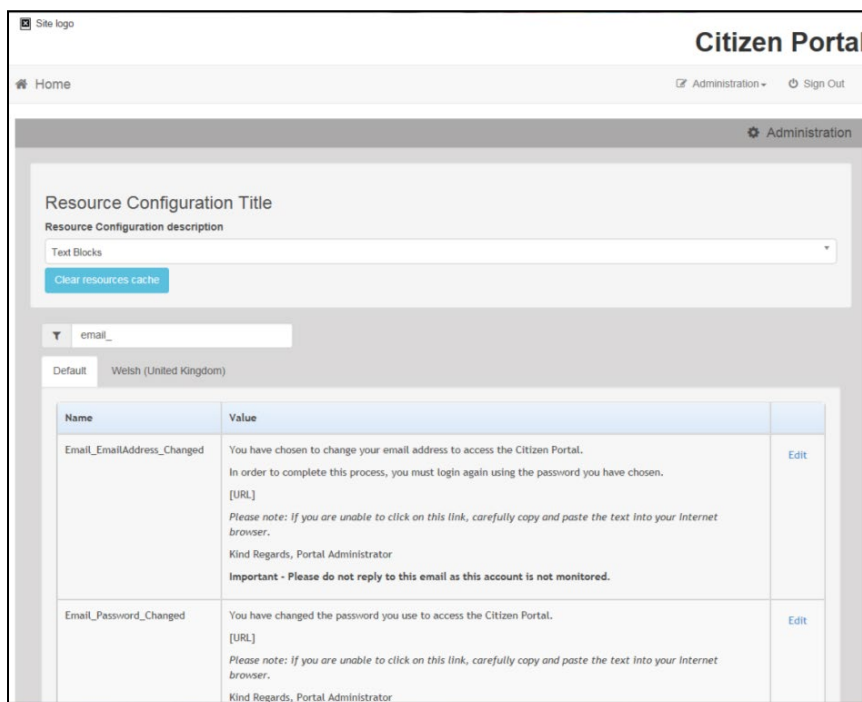 Site logo
Citizen Portal
Home
Administration
Sign Out
Administration
Resource Configuration Title
Resource Configuration description
Text Blocks
Clear resources cache
email_
Default
Welsh (United Kingdom)
Name
Value
Email_EmailAddress_Changed
You have chosen to change your email address to access the Citizen Portal.
Edit
In order to complete this process, you must login again using the password you have chosen.
[URL]
Please note: if you are unable to click on this link, carefully copy and paste the text into your Internet
browser.
Kind Regards, Portal Administrator
Important - Please do not reply to this email as this account is not monitored.
Email_Password_Changed
You have changed the password you use to access the Citizen Portal.
Edit
[URL]
Please note: if you are unable to click on this link, carefully copy and paste the text into your Internet
browser.
Kind Regards, Portal Administrator